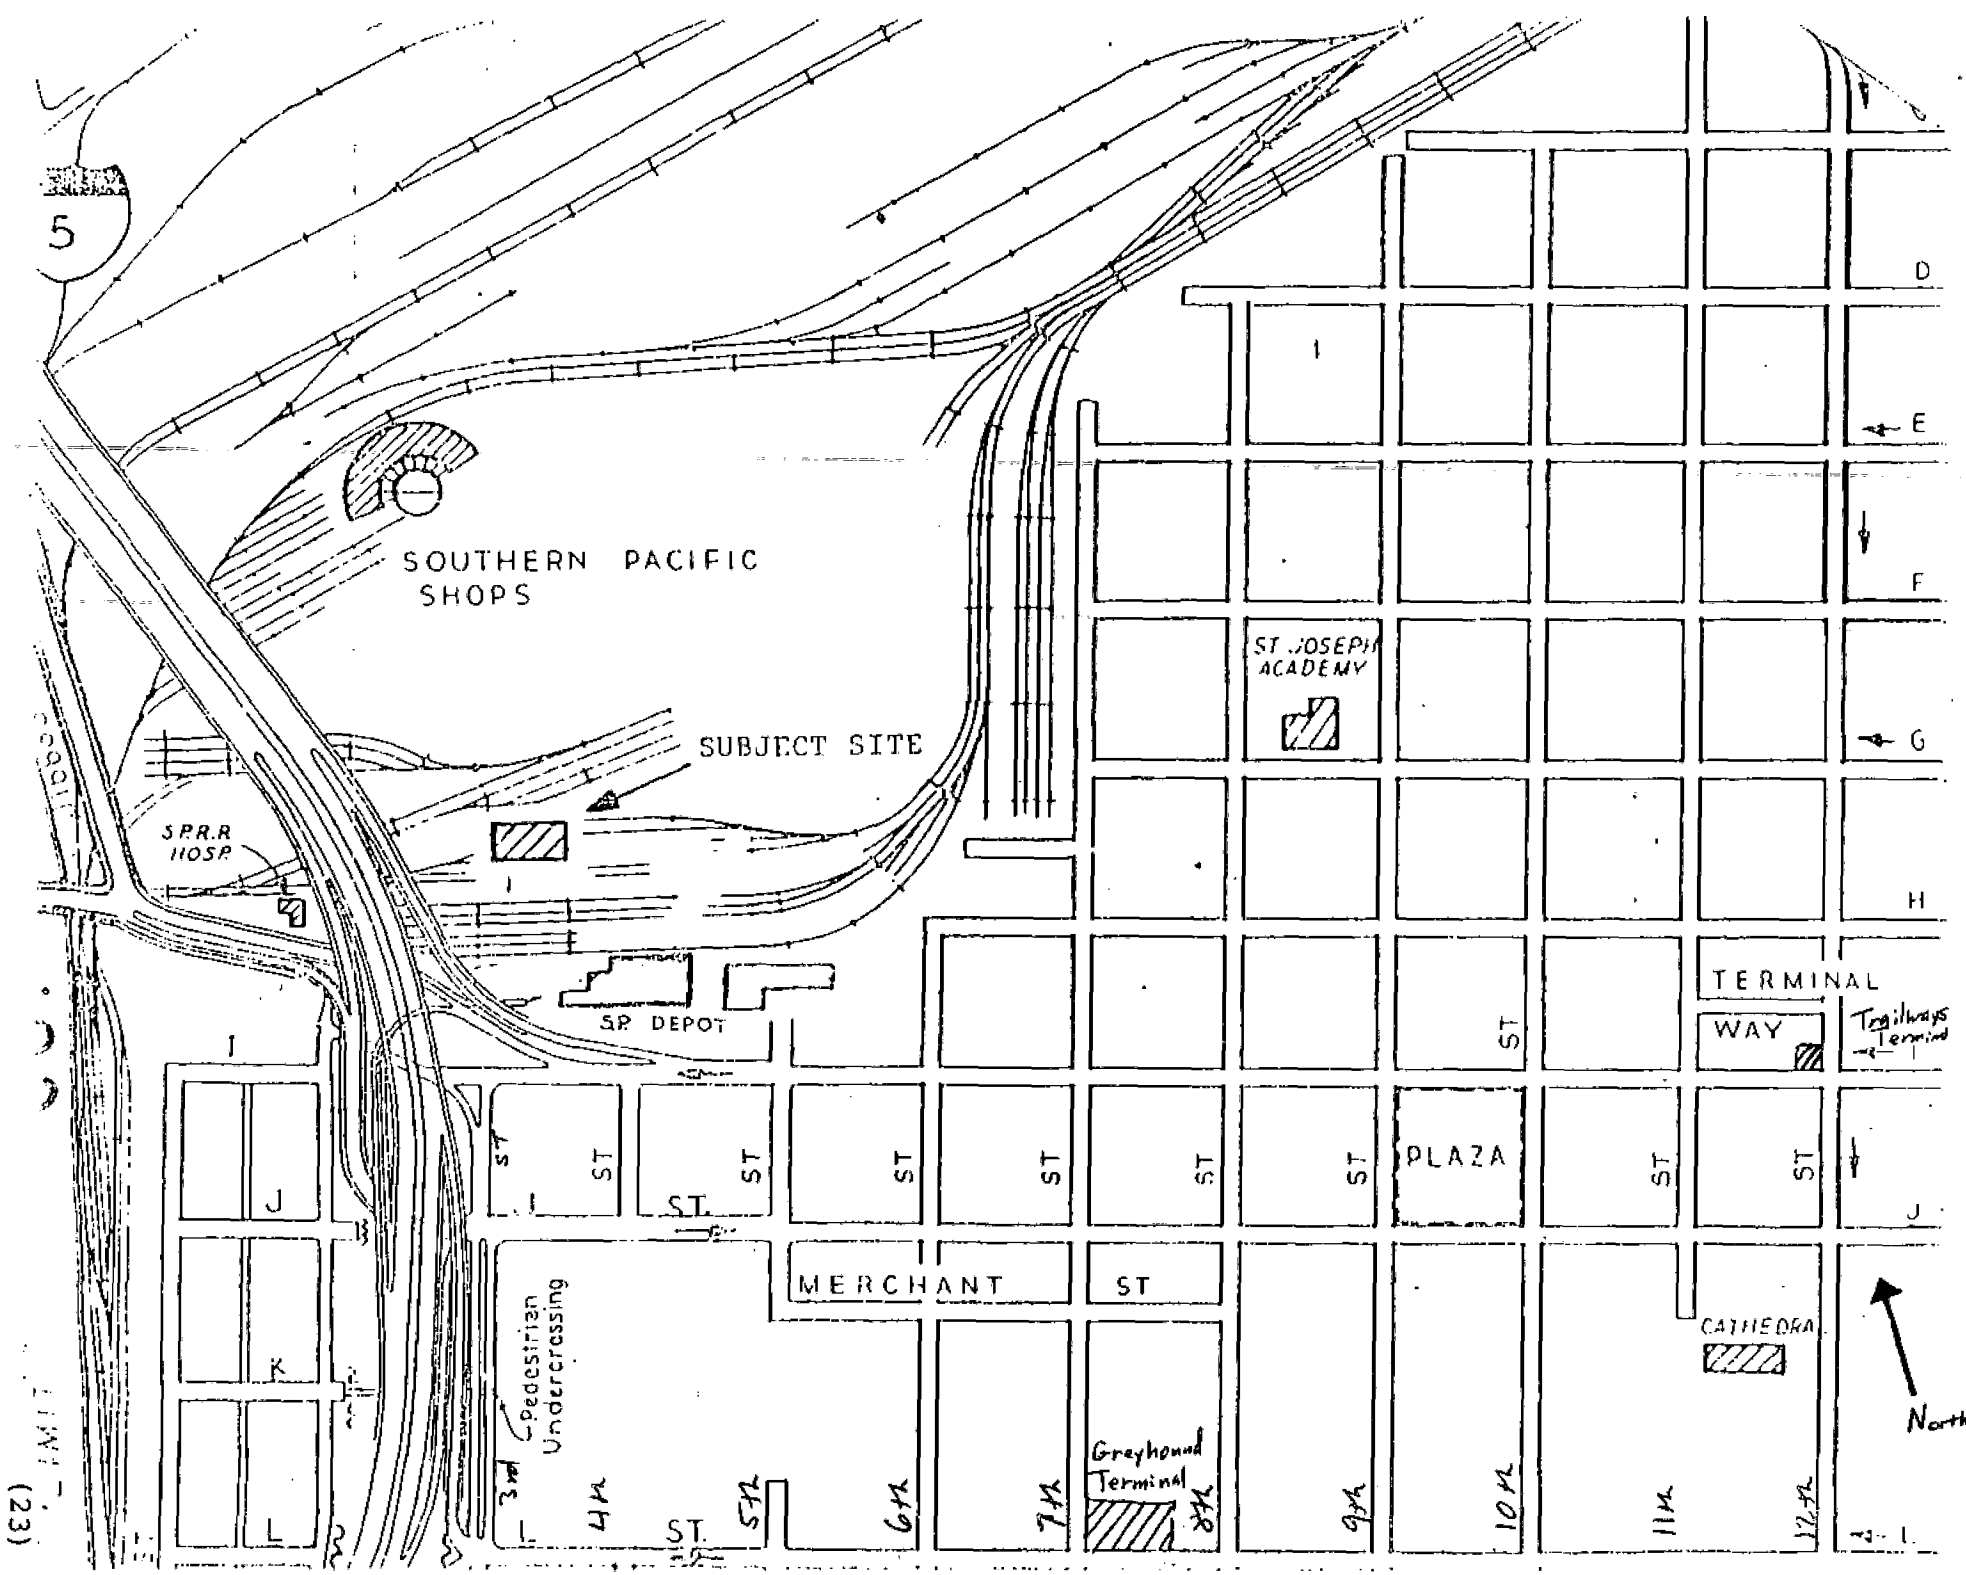 5
D
E
SOUTHERN PACIFIC
SHOPS
F
ST. JOSEPH
ACADEMY
SUBJECT SITE
G
S.P.R.R
HOSP.
H
TERMINAL
WAY
Trailways
S.P. DEPOT
ST
I
I
ST
ST
ST
ST
ST
ST
ST
PLAZA
ST
ST
J
J
ST.
J
MERCHANT ST
Pedestrian
Undercrossing
CATHEDRA
K
North
Greyhound
Terminal
3rd
4th
5th
6th
7th
8th
9th
10th
11th
12th
L
L
ST.
(23)